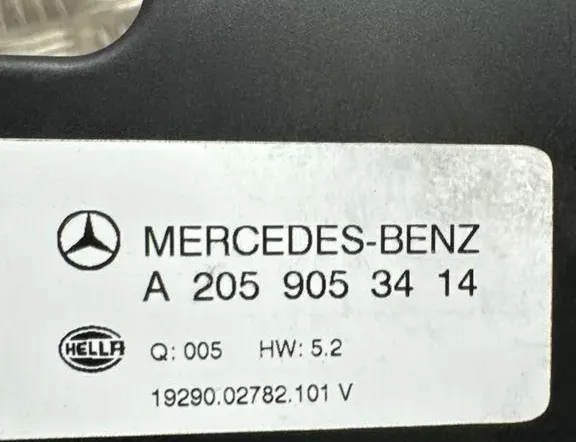 MERCEDES-BENZ
A 205 905 34 14
HELLA Q: 005 HW: 5.2
19290.02782.101 V